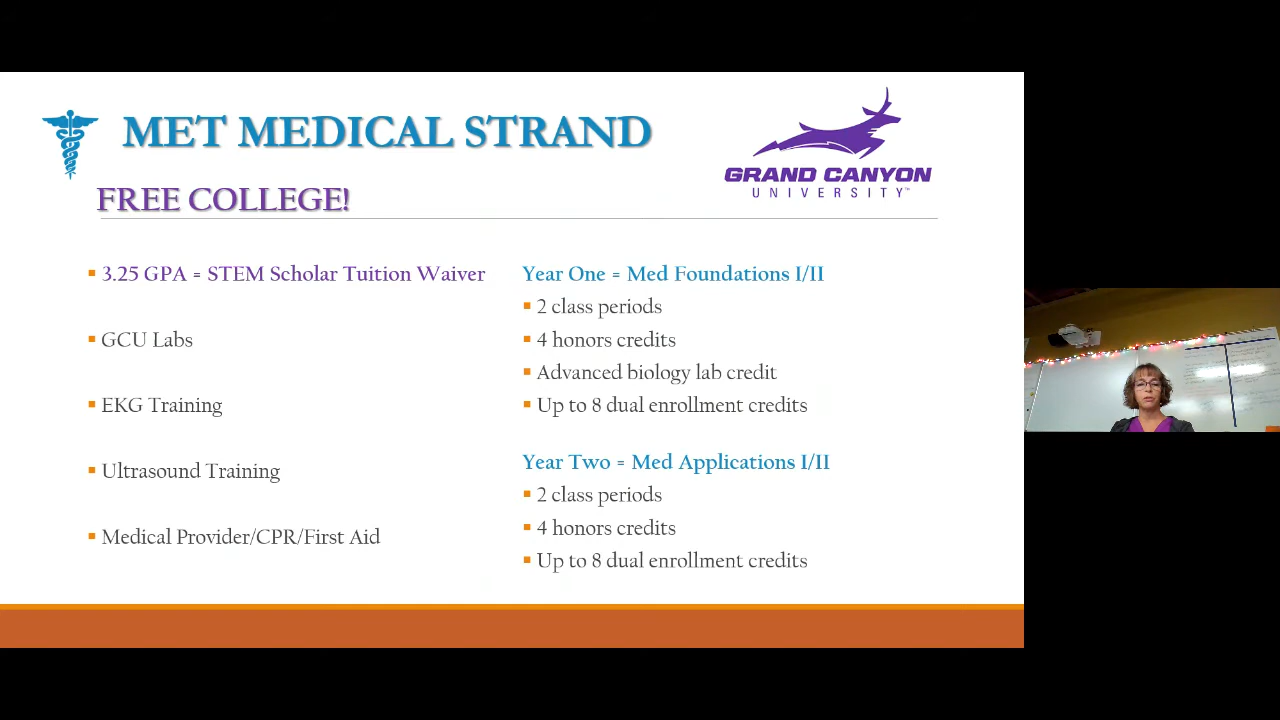 MET MEDICAL STRAND
FREE COLLEGE!
GRAND CANYON
UNIVERSITY™
3.25 GPA = STEM Scholar Tuition Waiver
GCU Labs
EKG Training
Ultrasound Training
Medical Provider/CPR/First Aid
Year One = Med Foundations I/II
2 class periods
4 honors credits
Advanced biology lab credit
Up to 8 dual enrollment credits
Year Two = Med Applications I/II
2 class periods
4 honors credits
Up to 8 dual enrollment credits